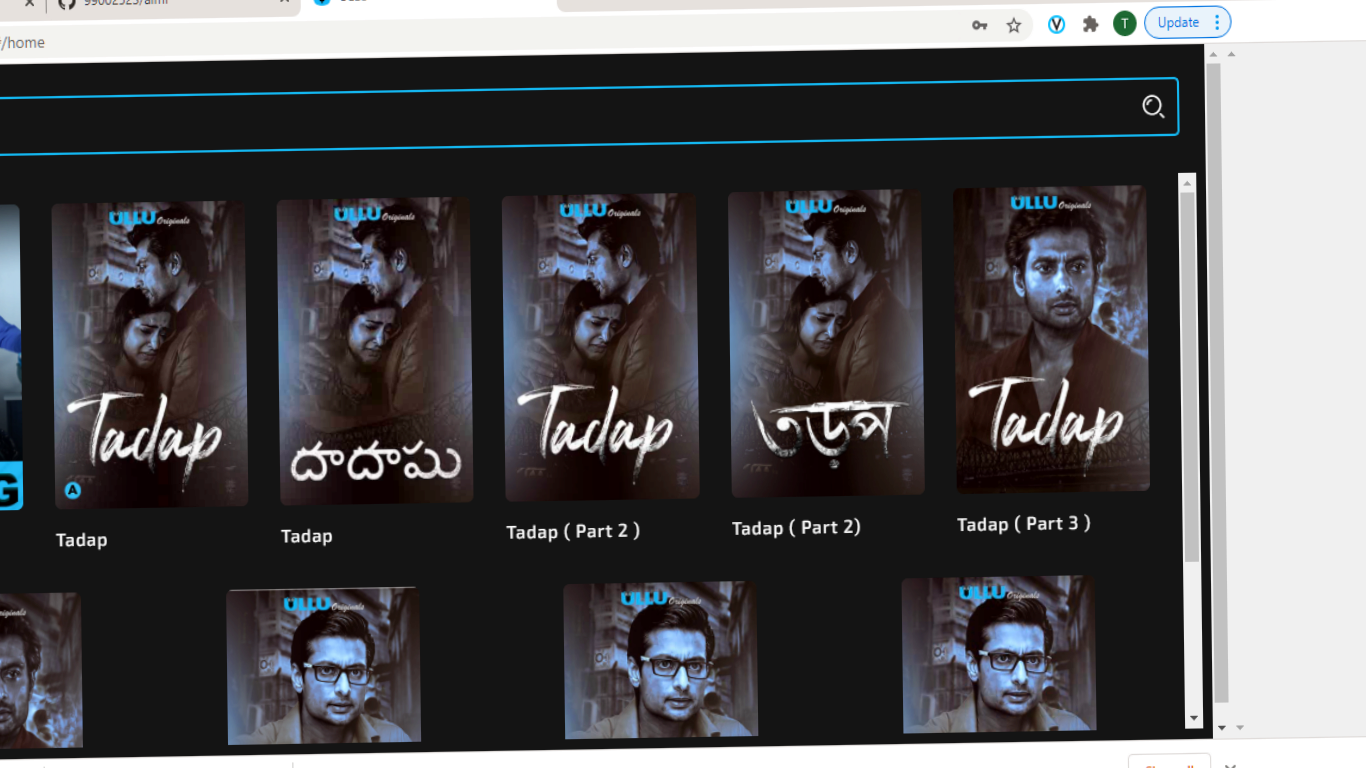 /home
T
Update
ULLU Originals
ULLU Originals
ULLU Originals
ULLU Originals
ULLU Originals
Tadap
దాదాపు
Tadap
তড়প
Tadap
A
G
Tadap
Tadap
Tadap ( Part 2 )
Tadap ( Part 2)
Tadap ( Part 3 )
Originals
ULLU Originals
ULLU Originals
ULLU Originals